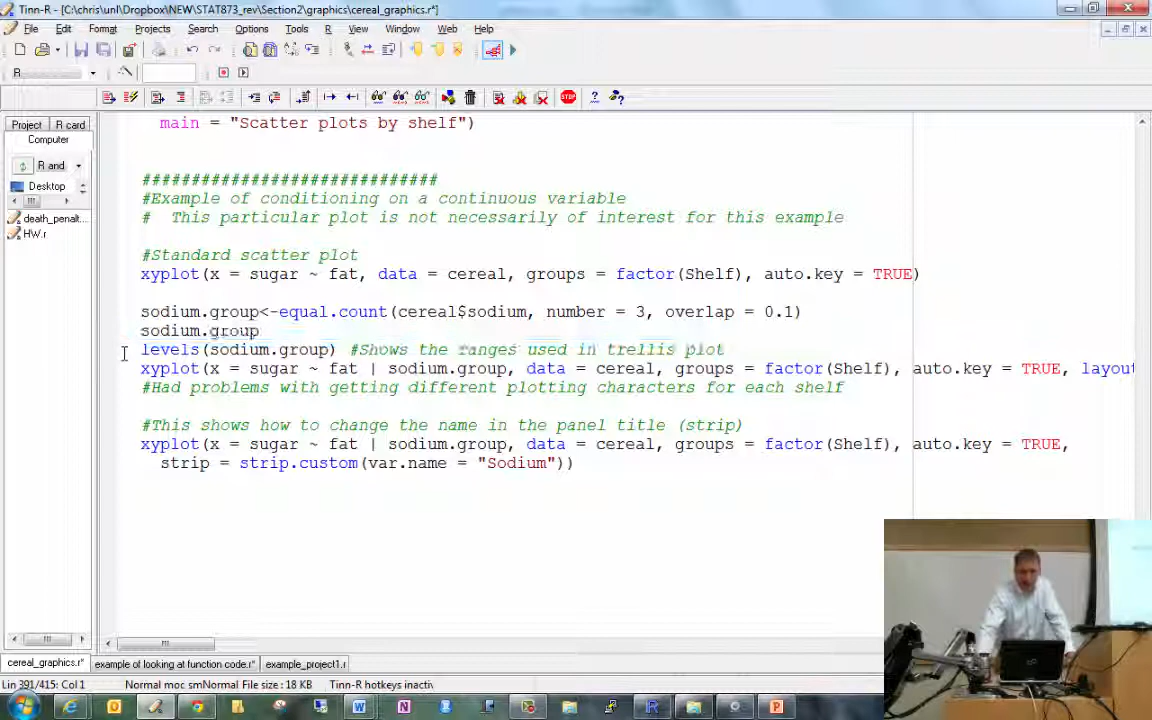 Tinn-R - [C:\chris\unl\Dropbox\NEW\STAT873_rev\Section2\graphics\cereal_graphics.r*]
File Edit Format Projects Search Options Tools R View Window Web Help
R
Project R card
Computer
R and
Desktop
death_penalt...
HW.r
main = "Scatter plots by shelf")
##############################
#Example of conditioning on a continuous variable
#  This particular plot is not necessarily of interest for this example
#Standard scatter plot
xyplot(x = sugar ~ fat, data = cereal, groups = factor(Shelf), auto.key = TRUE)
sodium.group<-equal.count(cereal$sodium, number = 3, overlap = 0.1)
sodium.group
levels(sodium.group) #Shows the ranges used in trellis plot
xyplot(x = sugar ~ fat | sodium.group, data = cereal, groups = factor(Shelf), auto.key = TRUE, layout
#Had problems with getting different plotting characters for each shelf
#This shows how to change the name in the panel title (strip)
xyplot(x = sugar ~ fat | sodium.group, data = cereal, groups = factor(Shelf), auto.key = TRUE,
strip = strip.custom(var.name = "Sodium"))
cereal_graphics.r* example of looking at function code.r* example_project1.r
Lin 391/415: Col 1 Normal moc smNormal File size: 18 KB Tinn-R hotkeys inactiv